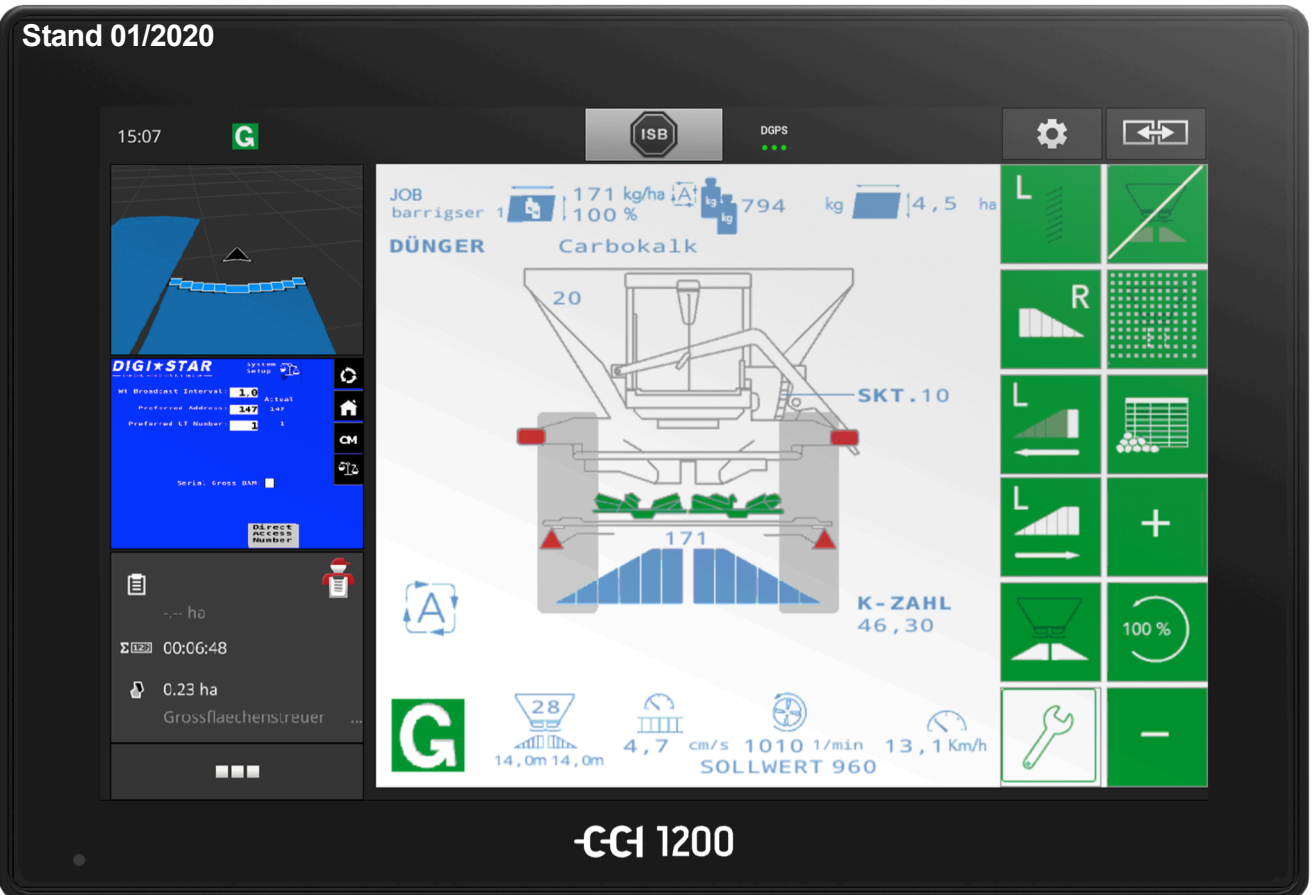 Stand 01/2020
15:07
G
ISB
DGPS
JOB
barrigser 1
171 kg/ha
100 %
A
kg
kg
794 kg
4,5 ha
DÜNGER Carbokalk
20
SKT.10
171
A
K-ZAHL
46,30
G
28
14,0m 14,0m
4,7 cm/s
1010 1/min
13,1 Km/h
SOLLWERT 960
DIGI★STAR
System
Setup
Wt Broadcast Interval: 1,0
Actual
Preferred Address: 147 147
Preferred LT Number: 1 1
Serial Gross DAM
Direct
Access
Number
CM
-.-- ha
Σ 123 00:06:48
0.23 ha
Grossflaechenstreuer ...
L
R
L
L
+
100 %
−
CCI 1200